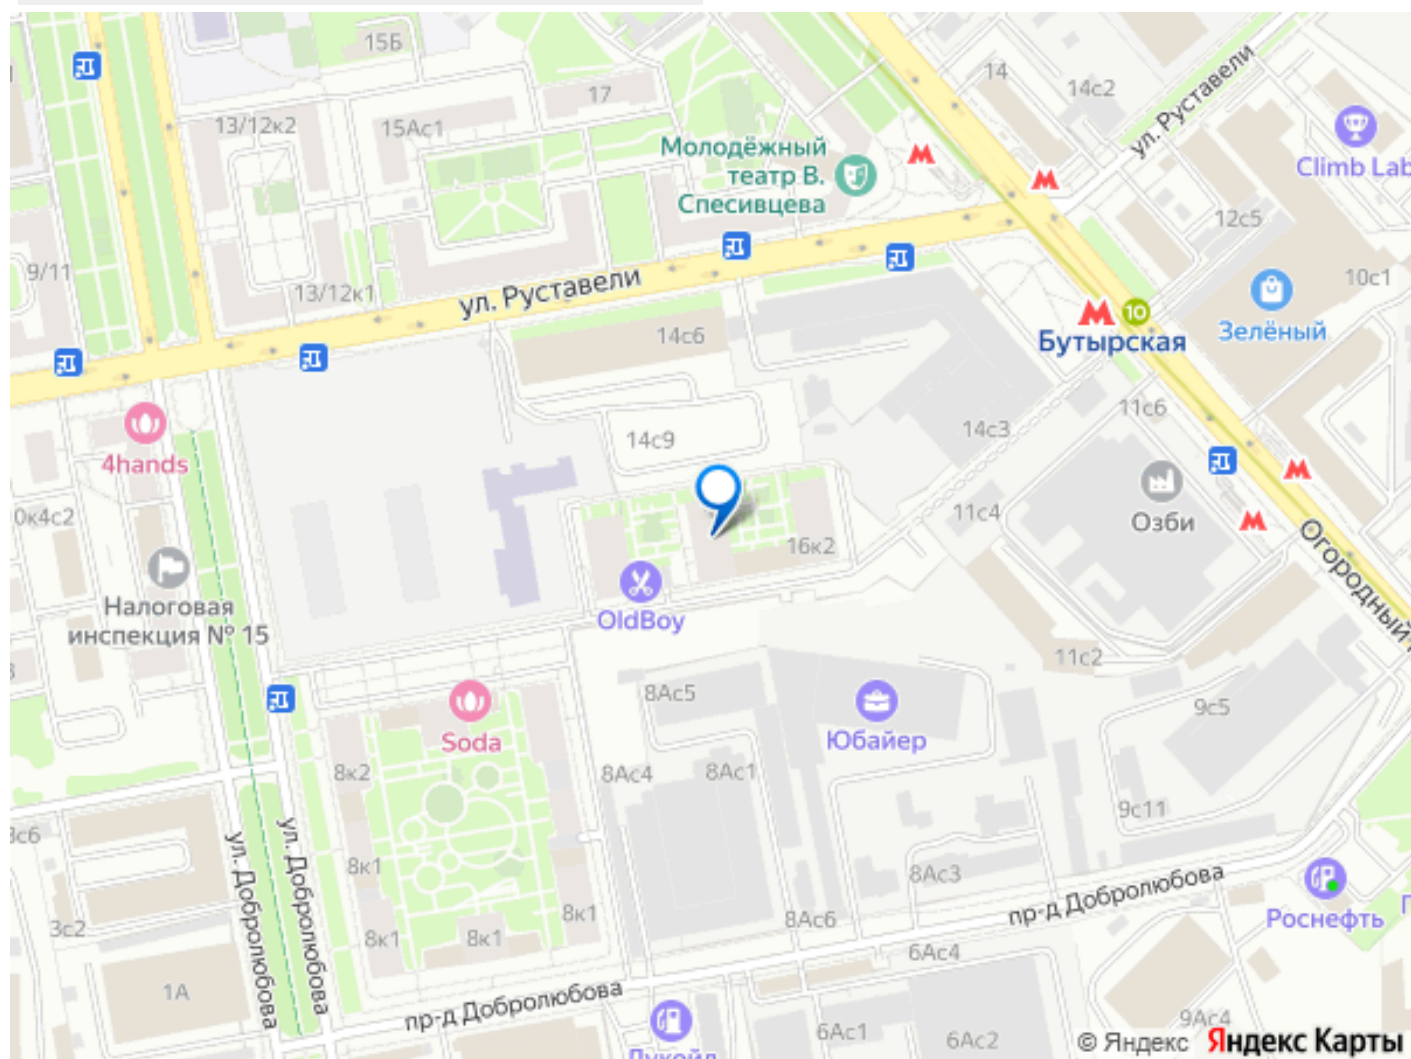 15Б
14
14с2
ул. Руставели
17
13/12к2
15Ас1
Молодёжный
театр В.
Спесивцева
Climb Lab
12с5
9/11
13/12к1
ул. Руставели
10с1
10
Зелёный
14с6
Бутырская
11с6
14с9
14с3
4hands
0к4с2
11с4
Озби
16к2
Огородный
Налоговая
инспекция № 15
OldBoy
11с2
8Ас5
9с5
Юбайер
Soda
8к2
8Ас4
8Ас1
9с11
3с6
ул. Добролюбова
ул. Добролюбова
8к1
8Ас3
пр-д Добролюбова
Роснефть
3с2
8к1
8к1
8к1
8Ас6
6Ас4
1А
пр-д Добролюбова
9Ас4
6Ас1
6Ас2
Лукойл
© Яндекс Яндекс Карты